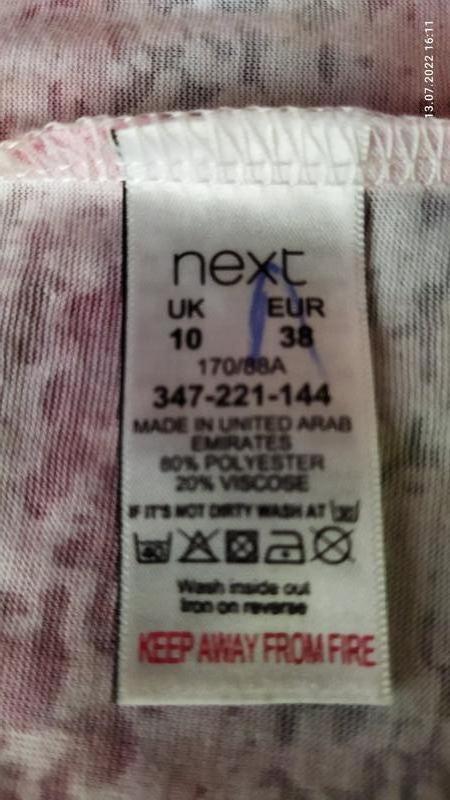 13.07.2022 16:11
next
UK EUR
10 38
170/88A
347-221-144
MADE IN UNITED ARAB
EMIRATES
80% POLYESTER
20% VISCOSE
IF IT'S NOT DIRTY WASH AT
Wash inside out
Iron on reverse
KEEP AWAY FROM FIRE